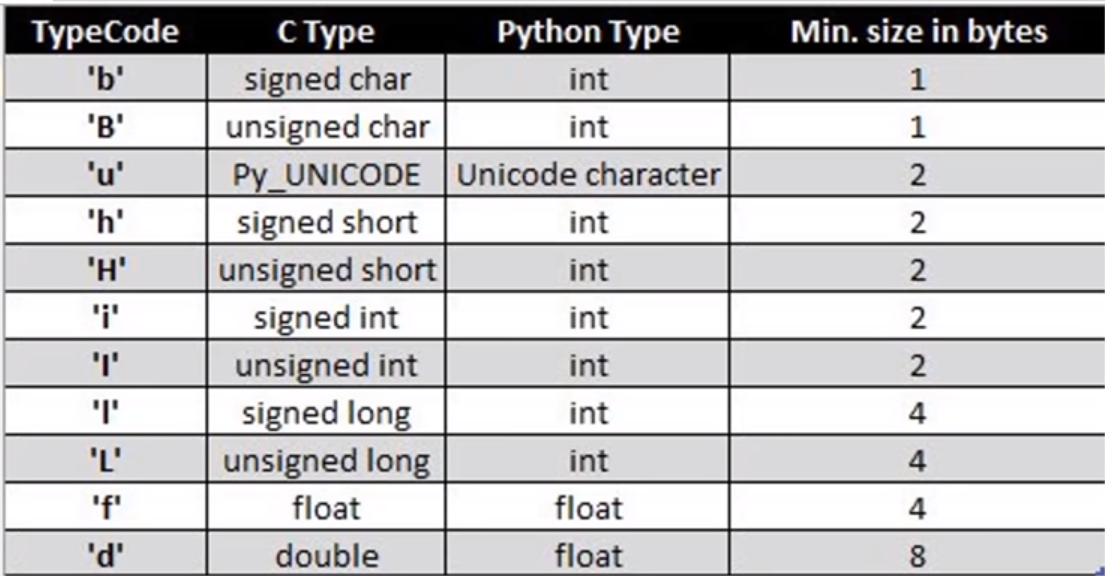 TypeCode C Type Python Type Min. size in bytes
'b' signed char int 1
'B' unsigned char int 1
'u' Py_UNICODE Unicode character 2
'h' signed short int 2
'H' unsigned short int 2
'i' signed int int 2
'I' unsigned int int 2
'l' signed long int 4
'L' unsigned long int 4
'f' float float 4
'd' double float 8